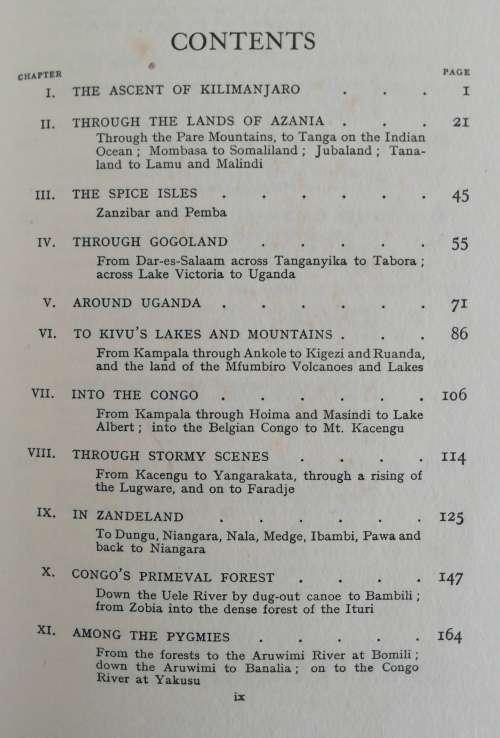 CONTENTS
CHAPTER PAGE
I. THE ASCENT OF KILIMANJARO . . . 1
II. THROUGH THE LANDS OF AZANIA . . . 21
Through the Pare Mountains, to Tanga on the Indian
Ocean ; Mombasa to Somaliland ; Jubaland ; Tana-
land to Lamu and Malindi
III. THE SPICE ISLES . . . . . . 45
Zanzibar and Pemba
IV. THROUGH GOGOLAND . . . . . 55
From Dar-es-Salaam across Tanganyika to Tabora ;
across Lake Victoria to Uganda
V. AROUND UGANDA . . . . . . 71
VI. TO KIVU'S LAKES AND MOUNTAINS . . . 86
From Kampala through Ankole to Kigezi and Ruanda,
and the land of the Mfumbiro Volcanoes and Lakes
VII. INTO THE CONGO . . . . . . 106
From Kampala through Hoima and Masindi to Lake
Albert ; into the Belgian Congo to Mt. Kacengu
VIII. THROUGH STORMY SCENES . . . . 114
From Kacengu to Yangarakata, through a rising of
the Lugware, and on to Faradje
IX. IN ZANDELAND . . . . . . 125
To Dungu, Niangara, Nala, Medge, Ibambi, Pawa and
back to Niangara
X. CONGO'S PRIMEVAL FOREST . . . . 147
Down the Uele River by dug-out canoe to Bambili ;
from Zobia into the dense forest of the Ituri
XI. AMONG THE PYGMIES . . . . . 164
From the forests to the Aruwimi River at Bomili ;
down the Aruwimi to Banalia ; on to the Congo
River at Yakusu
ix